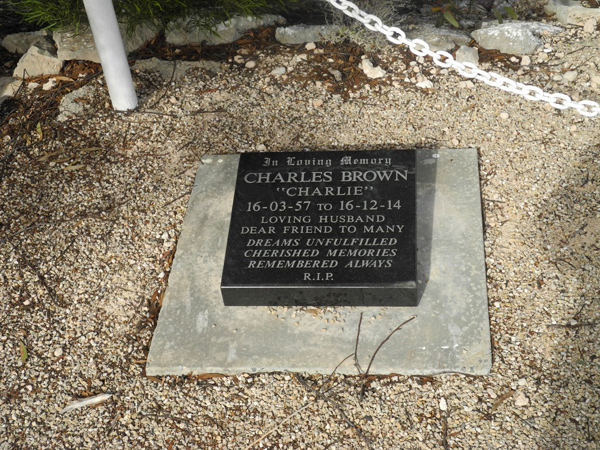 In Loving Memory
CHARLES BROWN
"CHARLIE"
16-03-57 TO 16-12-14
LOVING HUSBAND
DEAR FRIEND TO MANY
DREAMS UNFULFILLED
CHERISHED MEMORIES
REMEMBERED ALWAYS
R.I.P.